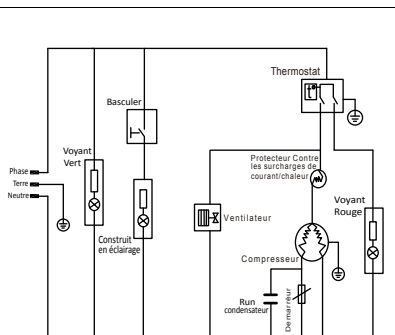 Thermostat
Basculer
Voyant
Vert
Protecteur Contre
les surcharges de
courant/chaleur
Phase
Terre
Neutre
Voyant
Rouge
Ventilateur
Construit
en éclairage
Compresseur
Run
condensateur
Demarreur